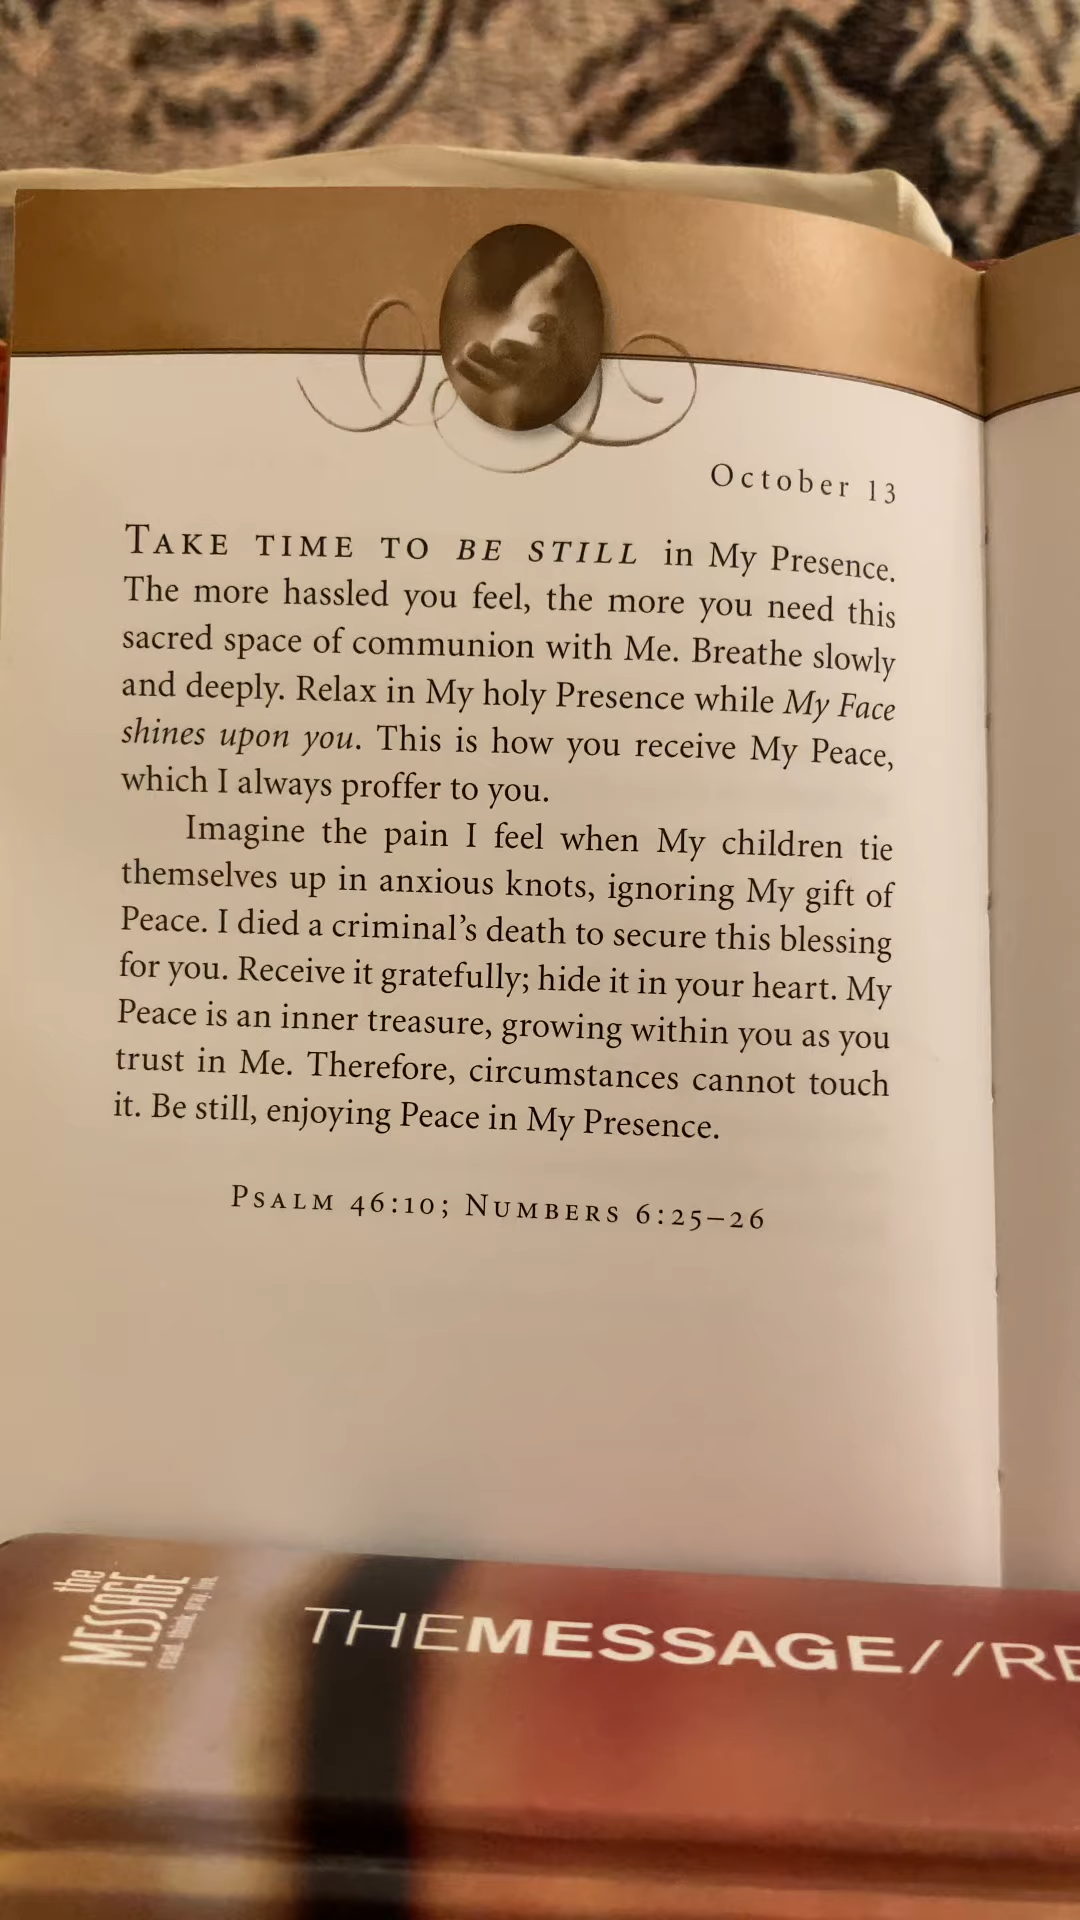 October 13
TAKE TIME TO BE STILL in My Presence.
The more hassled you feel, the more you need this
sacred space of communion with Me. Breathe slowly
and deeply. Relax in My holy Presence while My Face
shines upon you. This is how you receive My Peace,
which I always proffer to you.
Imagine the pain I feel when My children tie
themselves up in anxious knots, ignoring My gift of
Peace. I died a criminal's death to secure this blessing
for you. Receive it gratefully; hide it in your heart. My
Peace is an inner treasure, growing within you as you
trust in Me. Therefore, circumstances cannot touch
it. Be still, enjoying Peace in My Presence.
PSALM 46:10; NUMBERS 6:25–26
the
MESSAGE
read. think. pray. live.
THEMESSAGE//RE